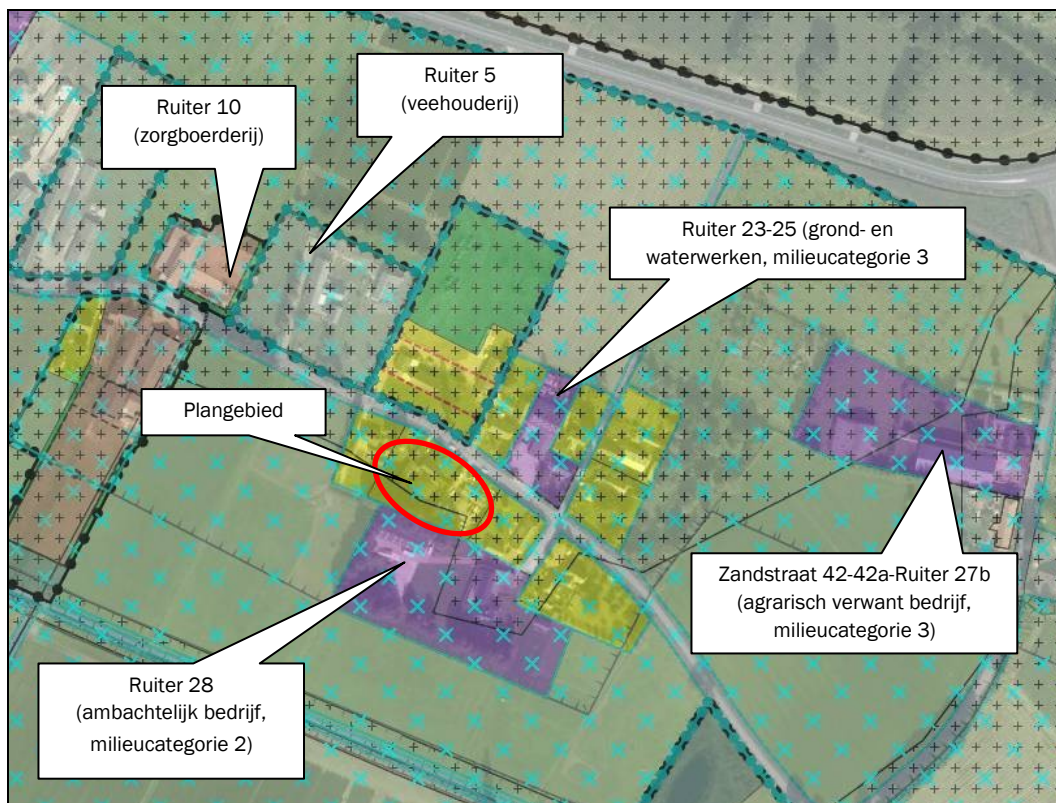 Ruiter 5
(veehouderij)
Ruiter 10
(zorgboerderij)
Ruiter 23-25 (grond- en
waterwerken, milieucategorie 3
Plangebied
Zandstraat 42-42a-Ruiter 27b
(agrarisch verwant bedrijf,
milieucategorie 3)
Ruiter 28
(ambachtelijk bedrijf,
milieucategorie 2)